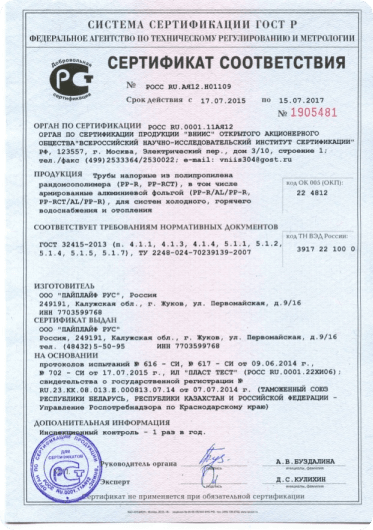 СИСТЕМА СЕРТИФИКАЦИИ ГОСТ Р
ФЕДЕРАЛЬНОЕ АГЕНТСТВО ПО ТЕХНИЧЕСКОМУ РЕГУЛИРОВАНИЮ И МЕТРОЛОГИИ
Добровольная
сертификация
СЕРТИФИКАТ СООТВЕТСТВИЯ
№ РОСС RU.АЯ12.Н01109
Срок действия с 17.07.2015 по 15.07.2017
№ 1905481
ОРГАН ПО СЕРТИФИКАЦИИ РОСС RU.0001.11АЯ12
ОРГАН ПО СЕРТИФИКАЦИИ ПРОДУКЦИИ "ВНИИС" ОТКРЫТОГО АКЦИОНЕРНОГО
ОБЩЕСТВА"ВСЕРОССИЙСКИЙ НАУЧНО-ИССЛЕДОВАТЕЛЬСКИЙ ИНСТИТУТ СЕРТИФИКАЦИИ"
РФ, 123557, г. Москва, Электрический пер., дом 3/10, строение 1;
тел./факс (499)2533364/2530022; e-mail: vniis304@gost.ru
ПРОДУКЦИЯ Трубы напорные из полипропилена
рандомсополимера (PP-R, PP-RCT), в том числе
армированные алюминиевой фольгой (PP-R/AL/PP-R,
PP-RCT/AL/PP-R), для систем холодного, горячего
водоснабжения и отопления
код ОК 005 (ОКП):
22 4812
СООТВЕТСТВУЕТ ТРЕБОВАНИЯМ НОРМАТИВНЫХ ДОКУМЕНТОВ
ГОСТ 32415-2013 (п. 4.1.1, 4.1.3, 4.1.4, 5.1.1, 5.1.2,
5.1.4, 5.1.5, 5.1.7), ТУ 2248-024-70239139-2007
код ТН ВЭД России:
3917 22 100 0
ИЗГОТОВИТЕЛЬ
ООО "ПАЙПЛАЙФ РУС", Россия
249191, Калужская обл., г. Жуков, ул. Первомайская, д.9/16
ИНН 7703599768
СЕРТИФИКАТ ВЫДАН
ООО "ПАЙПЛАЙФ РУС"
Россия, 249191, Калужская обл., г. Жуков, ул. Первомайская, д.9/16
тел. (48432)5-50-95 ИНН 7703599768
НА ОСНОВАНИИ
протоколов испытаний № 616 - СИ, № 617 - СИ от 09.06.2014 г.,
№ 702 - СИ от 17.07.2015 г., ИЛ "ПЛАСТ ТЕСТ" (РОСС RU.0001.22ХИ06);
свидетельства о государственной регистрации №
RU.23.КК.08.013.Е.000813.07.14 от 07.07.2014 г. (ТАМОЖЕННЫЙ СОЮЗ
РЕСПУБЛИКИ БЕЛАРУСЬ, РЕСПУБЛИКИ КАЗАХСТАН И РОССИЙСКОЙ ФЕДЕРАЦИИ -
Управление Роспотребнадзора по Краснодарскому краю)
ДОПОЛНИТЕЛЬНАЯ ИНФОРМАЦИЯ
Инспекционный контроль - 1 раз в год.
Руководитель органа
А.В.БУЗДАЛИНА
Эксперт
Д.С.КУЛИХИН
Сертификат не применяется при обязательной сертификации